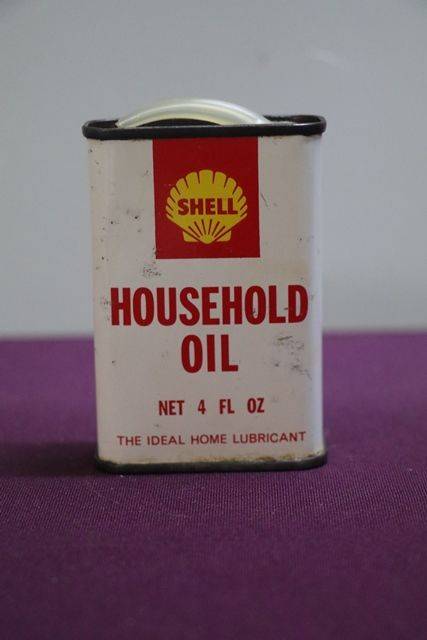 SHELL
HOUSEHOLD
OIL
NET 4 FL OZ
THE IDEAL HOME LUBRICANT